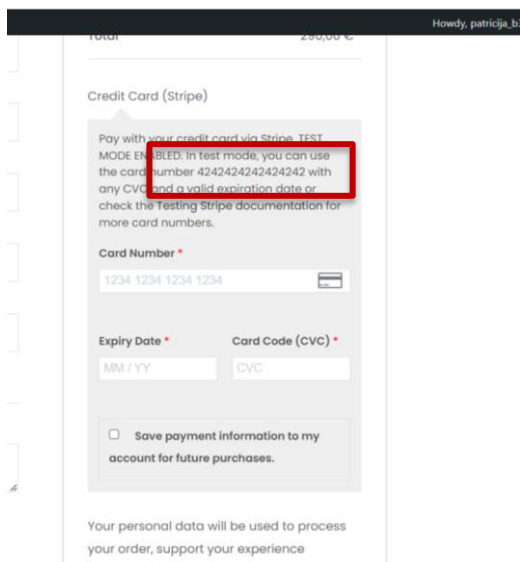 Howdy, patricija_b
Total 290,00 €
Credit Card (Stripe)
Pay with your credit card via Stripe. TEST
MODE ENABLED. In test mode, you can use
the card number 4242424242424242 with
any CVC and a valid expiration date or
check the Testing Stripe documentation for
more card numbers.
Card Number *
1234 1234 1234 1234
Expiry Date * Card Code (CVC) *
MM / YY CVC
Save payment information to my
account for future purchases.
Your personal data will be used to process
your order, support your experience